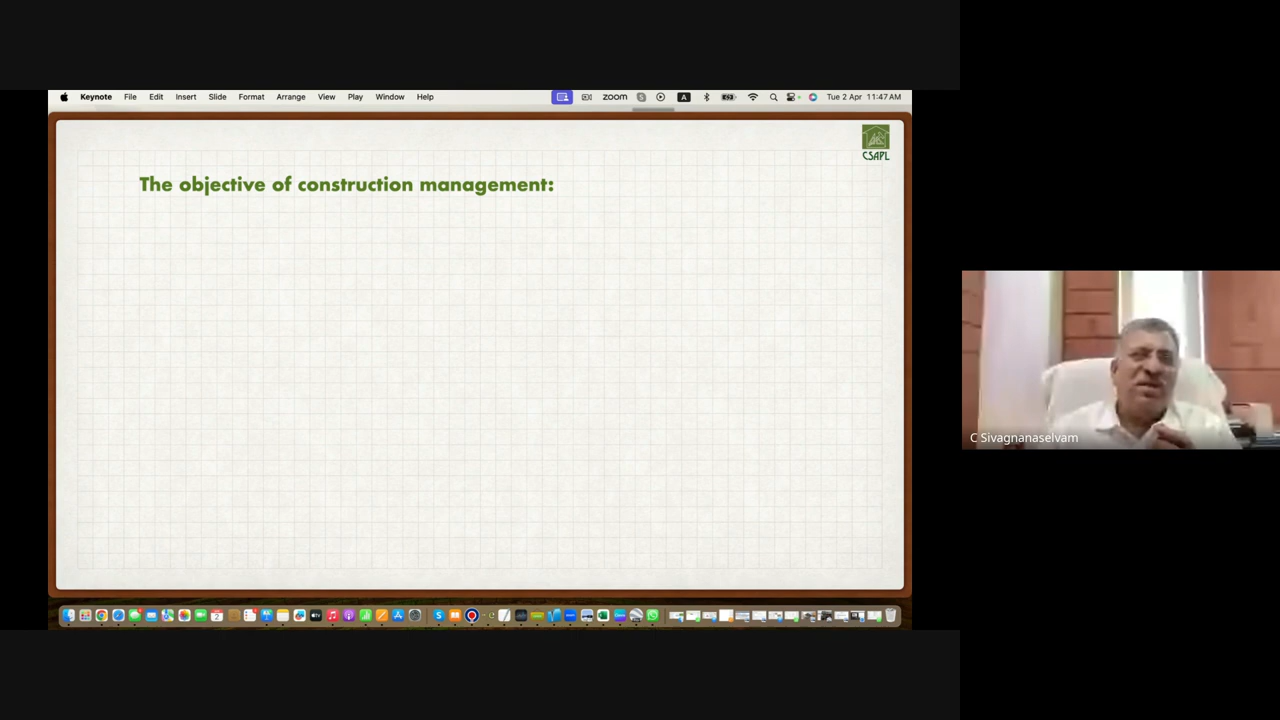 Keynote File Edit Insert Slide Format Arrange View Play Window Help zoom A Tue 2 Apr 11:47 AM
CSAPL
The objective of construction management:
C Sivagnanaselvam